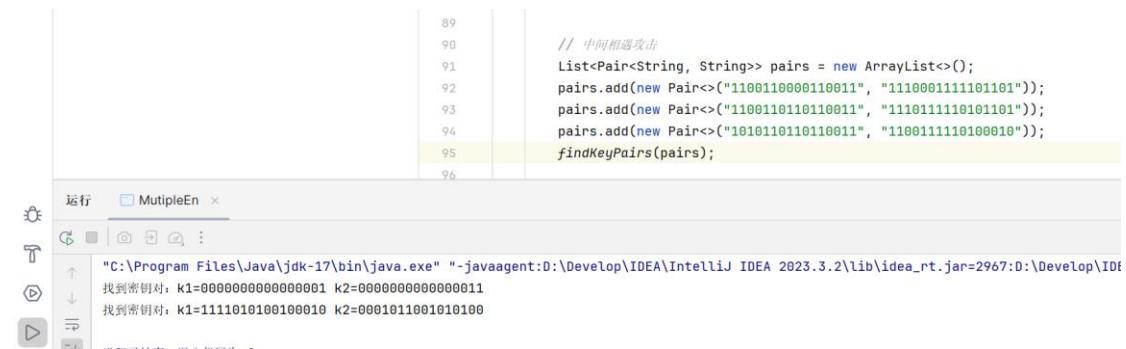 89
90 // 中间相遇攻击
91 List<Pair<String, String>> pairs = new ArrayList<>();
92 pairs.add(new Pair<>("1100110000110011", "1110001111101101"));
93 pairs.add(new Pair<>("1100110110110011", "1110111110101101"));
94 pairs.add(new Pair<>("1010110110110011", "1100111110100010"));
95 findKeyPairs(pairs);
96
运行 MutipleEn ×
"C:\Program Files\Java\jdk-17\bin\java.exe" "-javaagent:D:\Develop\IDEA\IntelliJ IDEA 2023.3.2\lib\idea_rt.jar=2967:D:\Develop\IDE
找到密钥对: k1=0000000000000001 k2=0000000000000011
找到密钥对: k1=1111010100100010 k2=0001011001010100